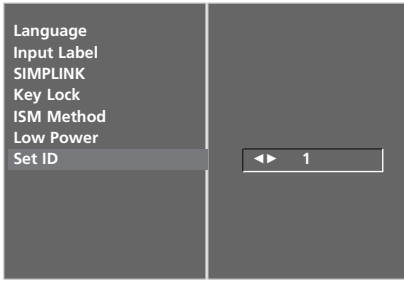 Language
Input Label
SIMPLINK
Key Lock
ISM Method
Low Power
Set ID
◄► 1